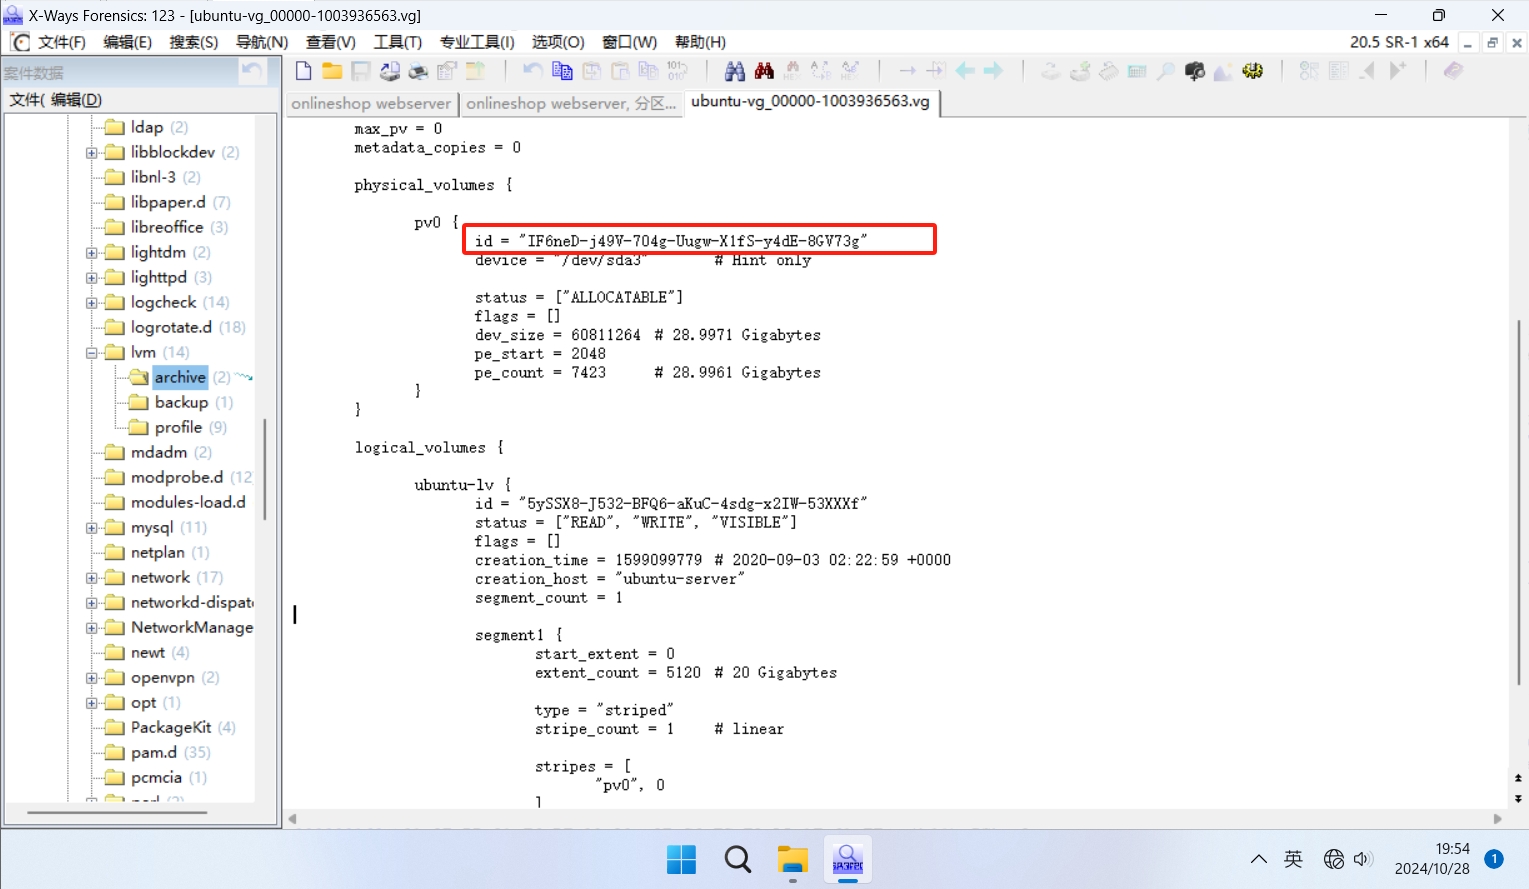 X-Ways Forensics: 123 - [ubuntu-vg_00000-1003936563.vg]
文件(F) 编辑(E) 搜索(S) 导航(N) 查看(V) 工具(T) 专业工具(I) 选项(O) 窗口(W) 帮助(H) 20.5 SR-1 x64
案件数据
文件( 编辑(D)
onlineshop webserver
onlineshop webserver, 分区...
ubuntu-vg_00000-1003936563.vg
ldap (2)
libblockdev (2)
libnl-3 (2)
libpaper.d (7)
libreoffice (3)
lightdm (2)
lighttpd (3)
logcheck (14)
logrotate.d (18)
lvm (14)
archive (2)
backup (1)
profile (9)
mdadm (2)
modprobe.d (12
modules-load.d
mysql (11)
netplan (1)
network (17)
networkd-dispat
NetworkManage
newt (4)
openvpn (2)
opt (1)
PackageKit (4)
pam.d (35)
pcmcia (1)
max_pv = 0
metadata_copies = 0
physical_volumes {
pv0 {
id = "IF6neD-j49V-704g-Uugw-X1fS-y4dE-8GV73g"
device = "/dev/sda3" # Hint only
status = ["ALLOCATABLE"]
flags = []
dev_size = 60811264 # 28.9971 Gigabytes
pe_start = 2048
pe_count = 7423 # 28.9961 Gigabytes
}
}
logical_volumes {
ubuntu-lv {
id = "5ySSX8-J532-BFQ6-aKuC-4sdg-x2IW-53XXXf"
status = ["READ", "WRITE", "VISIBLE"]
flags = []
creation_time = 1599099779 # 2020-09-03 02:22:59 +0000
creation_host = "ubuntu-server"
segment_count = 1
segment1 {
start_extent = 0
extent_count = 5120 # 20 Gigabytes
type = "striped"
stripe_count = 1 # linear
stripes = [
"pv0", 0
]
英
19:54
2024/10/28
1